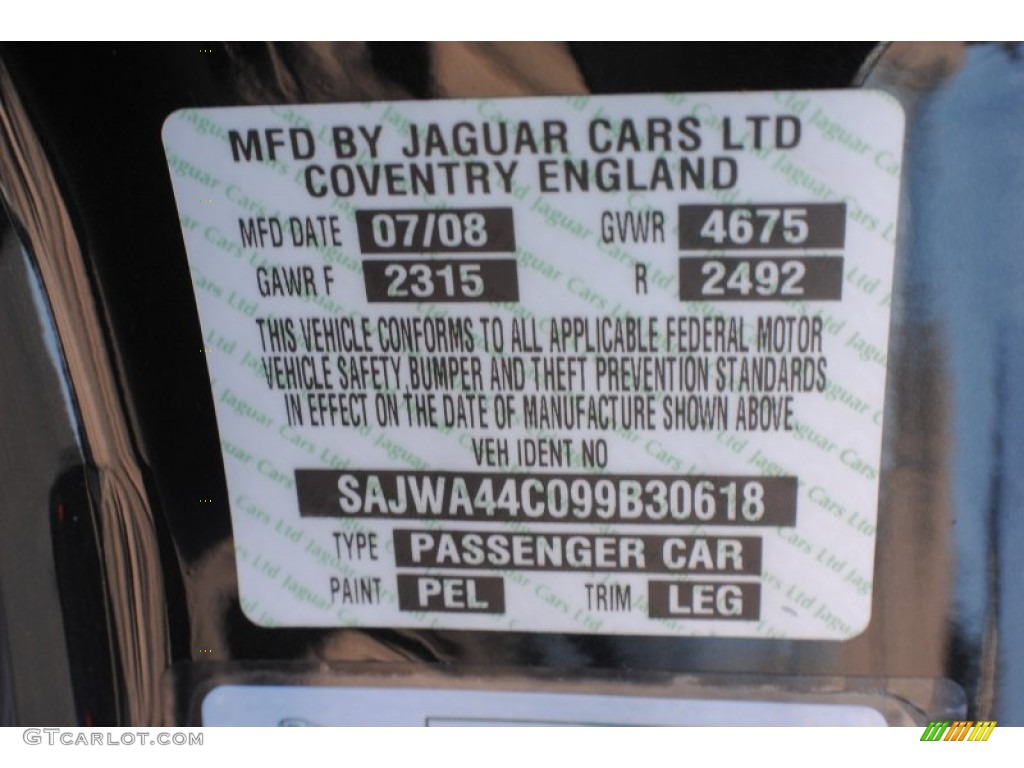 MFD BY JAGUAR CARS LTD
COVENTRY ENGLAND
MFD DATE 07/08 GVWR 4675
GAWR F 2315 R 2492
THIS VEHICLE CONFORMS TO ALL APPLICABLE FEDERAL MOTOR
VEHICLE SAFETY, BUMPER AND THEFT PREVENTION STANDARDS
IN EFFECT ON THE DATE OF MANUFACTURE SHOWN ABOVE.
VEH IDENT NO
SAJWA44C099B30618
TYPE PASSENGER CAR
PAINT PEL TRIM LEG
GTCARLOT.COM